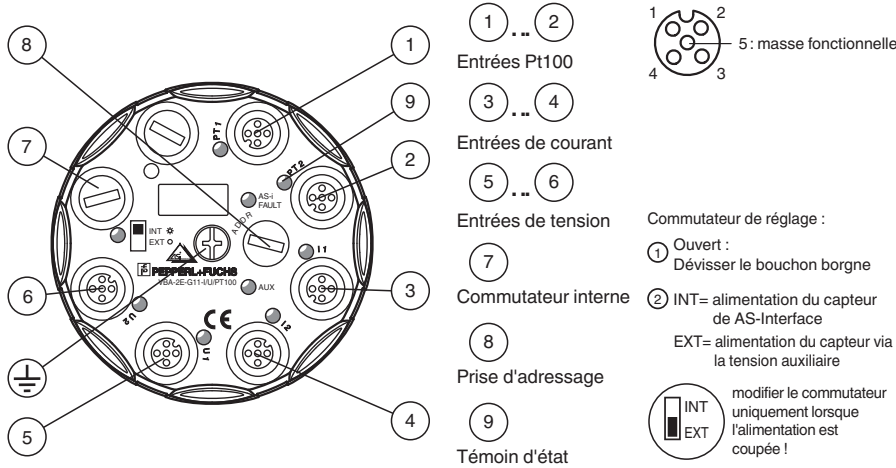 8
7
6
5
1
9
2
3
4
PT1
PT2
AS-i
FAULT
ADDR
INT
EXT
I1
PEPPERL+FUCHS
VBA-2E-G11-I/U/PT100
AUX
U2
CE
I2
U1
1 ... 2
Entrées Pt100
3 ... 4
Entrées de courant
5 ... 6
Entrées de tension
7
Commutateur interne
8
Prise d'adressage
9
Témoin d'état
1 2
5 : masse fonctionnelle
4 3
Commutateur de réglage :
1 Ouvert :
Dévisser le bouchon borgne
2 INT= alimentation du capteur
de AS-Interface
EXT= alimentation du capteur via
la tension auxiliaire
INT
EXT
modifier le commutateur
uniquement lorsque
l'alimentation est
coupée !